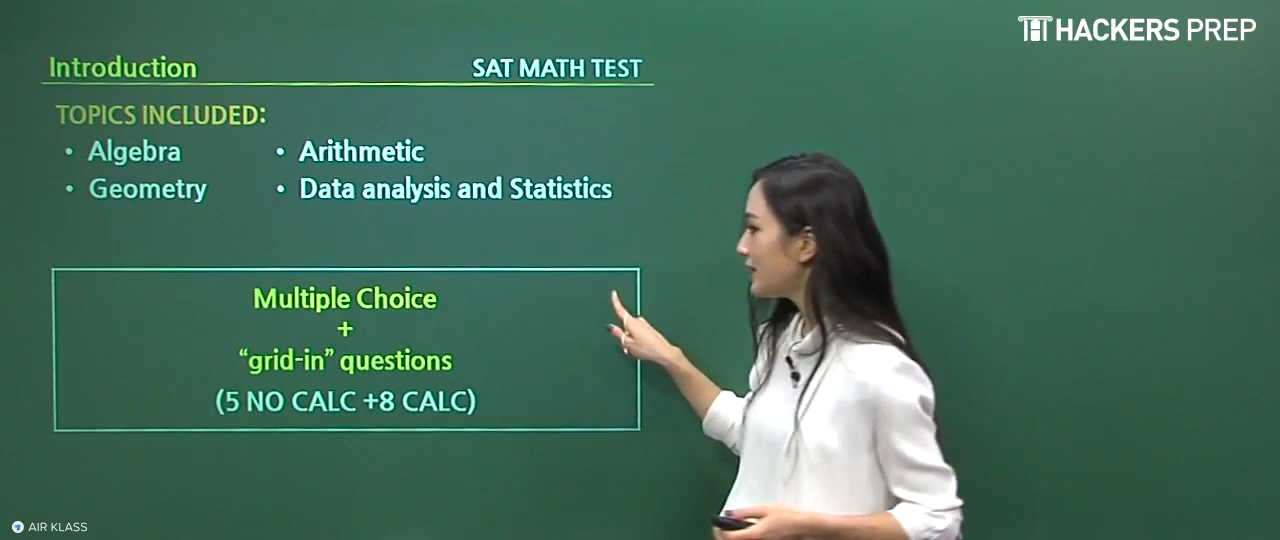 HACKERS PREP
Introduction
SAT MATH TEST
TOPICS INCLUDED:
• Algebra
• Arithmetic
• Geometry
• Data analysis and Statistics
Multiple Choice
+
“grid-in” questions
(5 NO CALC +8 CALC)
AIR KLASS